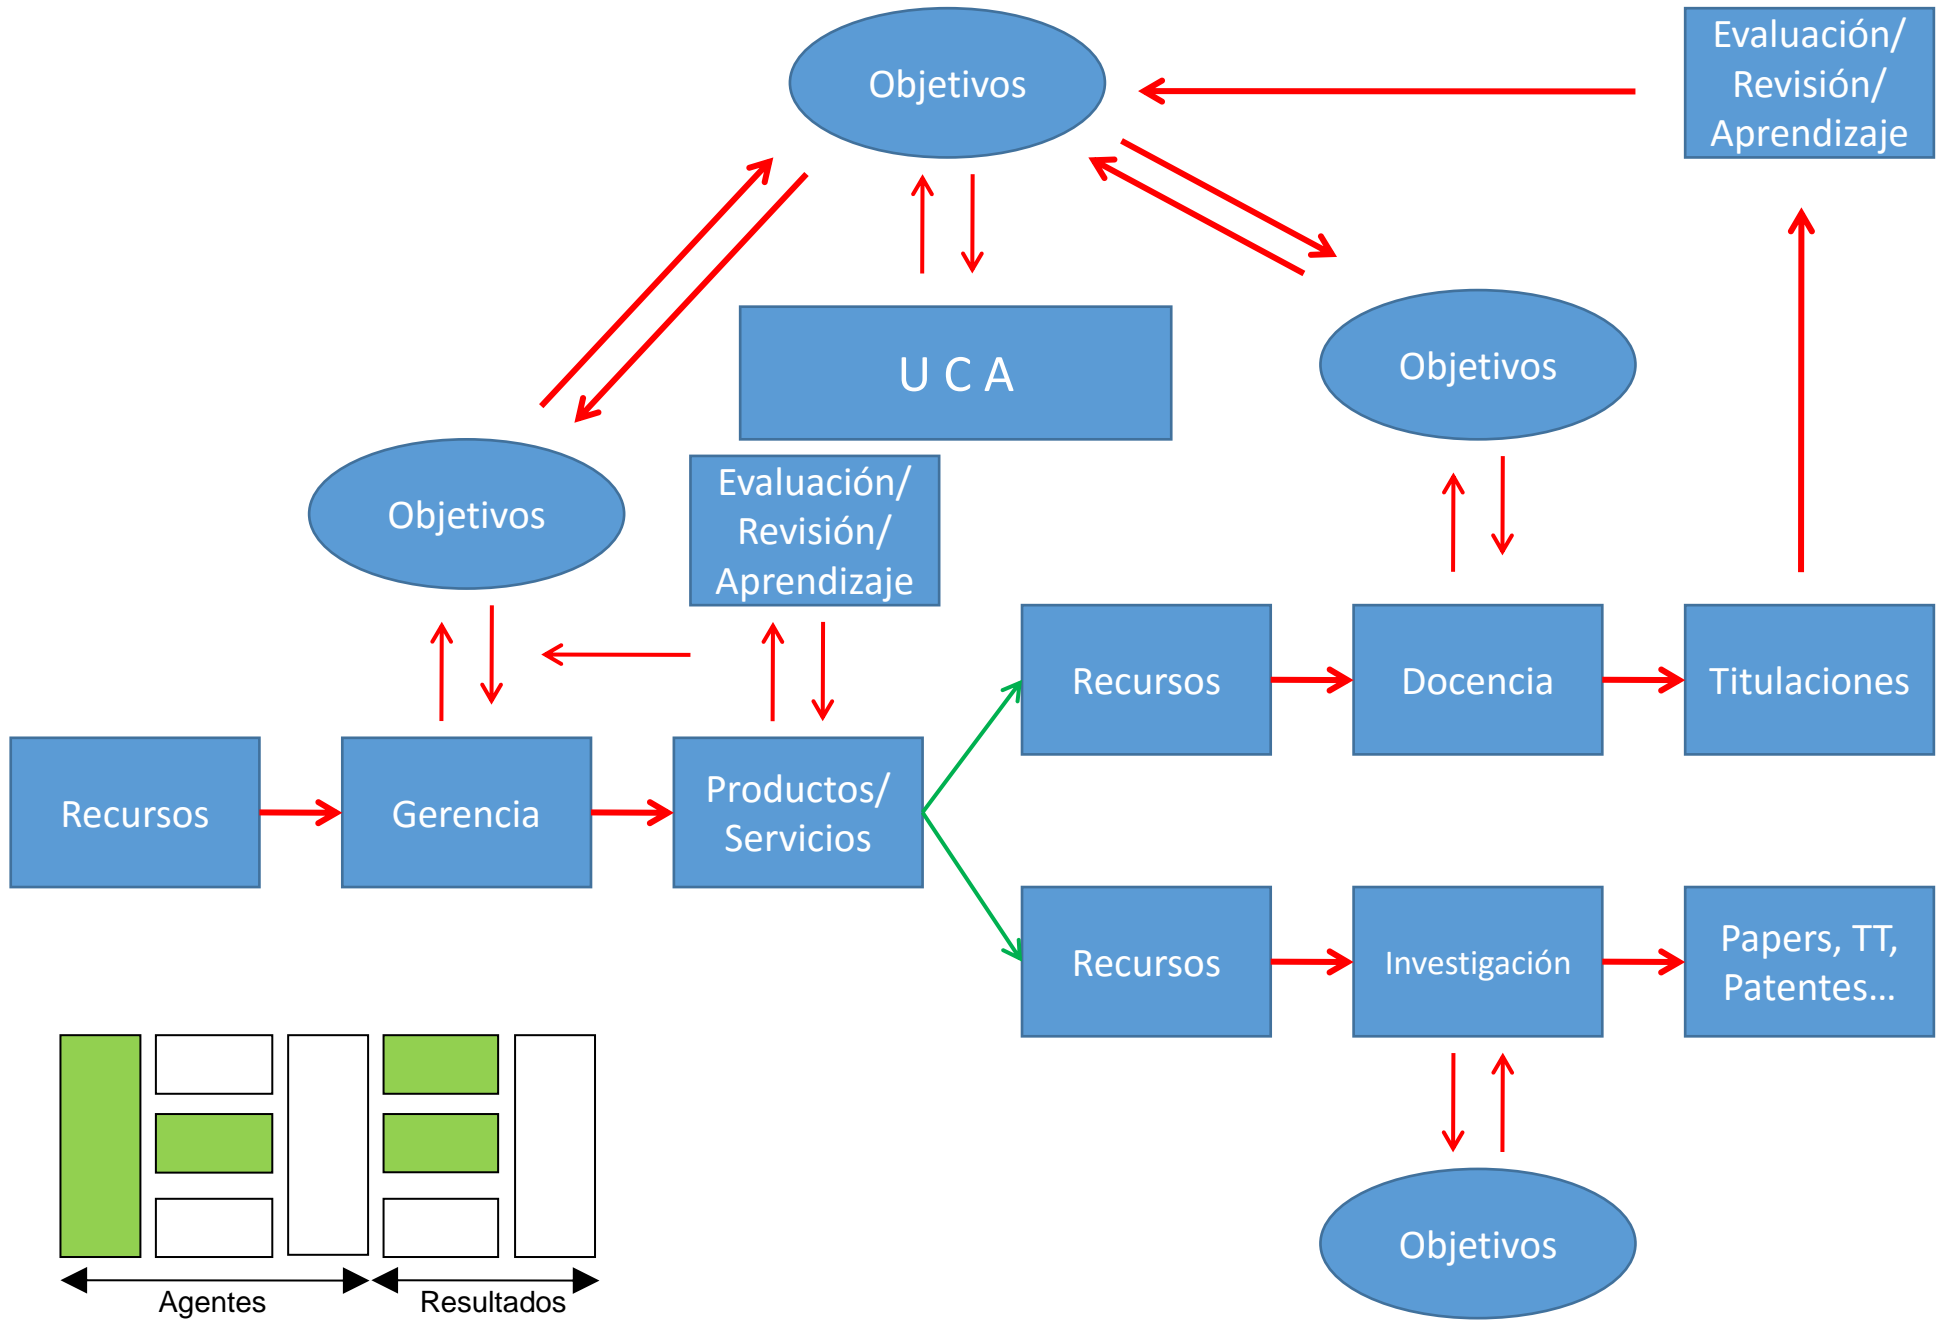 Objetivos
Evaluación/
Revisión/
Aprendizaje
U C A
Objetivos
Objetivos
Evaluación/
Revisión/
Aprendizaje
Recursos
Docencia
Titulaciones
Recursos
Gerencia
Productos/
Servicios
Recursos
Investigación
Papers, TT,
Patentes...
Objetivos
Agentes
Resultados